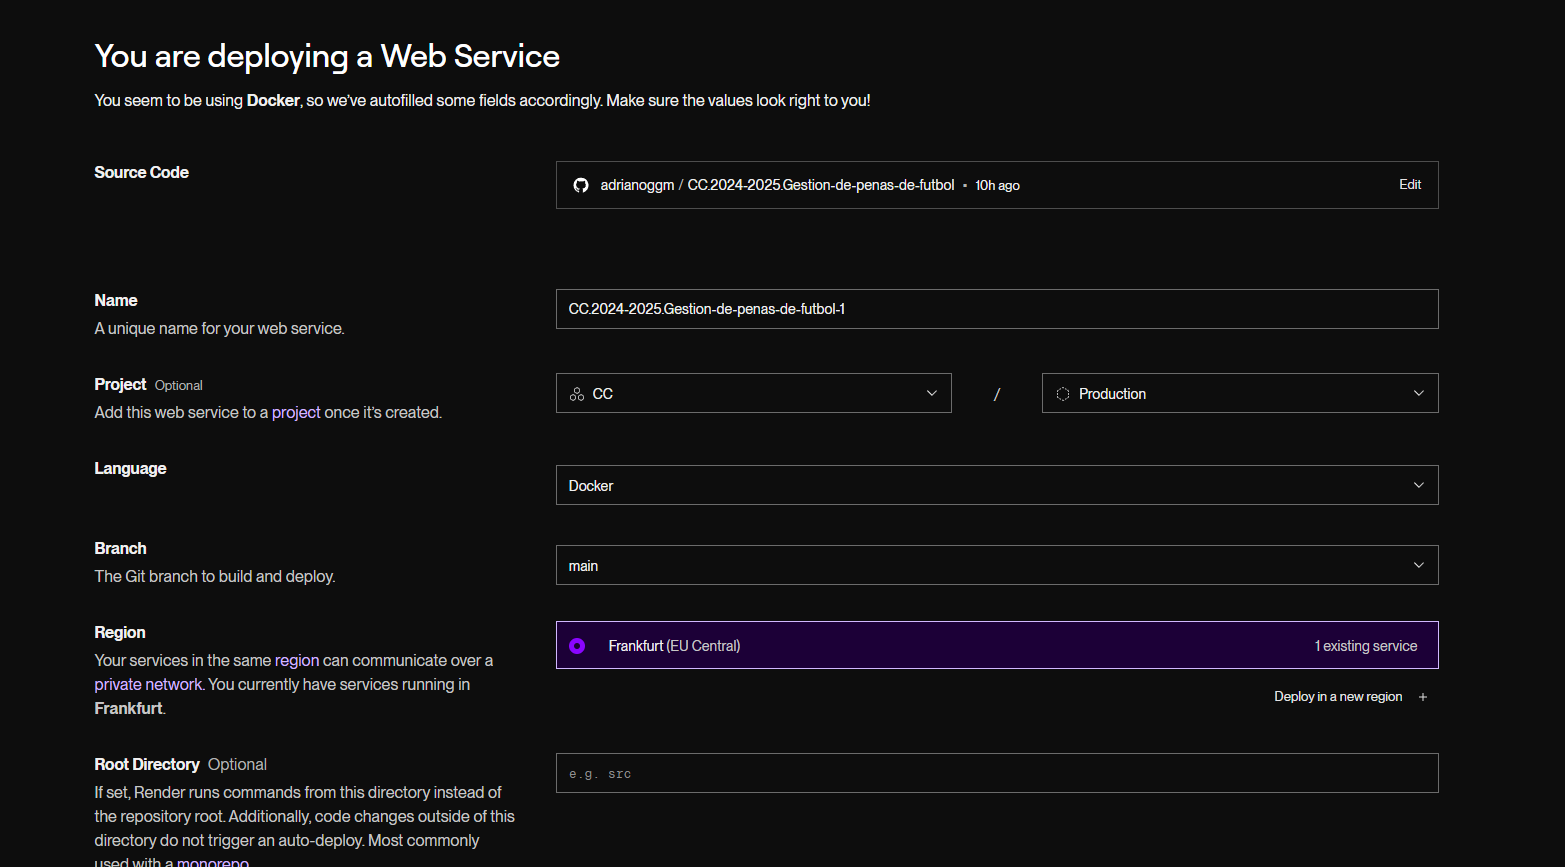 You are deploying a Web Service
You seem to be using Docker, so we've autofilled some fields accordingly. Make sure the values look right to you!
Source Code
adrianoggm / CC.2024-2025.Gestion-de-penas-de-futbol • 10h ago
Edit
Name
A unique name for your web service.
CC.2024-2025.Gestion-de-penas-de-futbol-1
Project Optional
Add this web service to a project once it's created.
CC
/
Production
Language
Docker
Branch
The Git branch to build and deploy.
main
Region
Your services in the same region can communicate over a
private network. You currently have services running in
Frankfurt.
Frankfurt (EU Central)
1 existing service
Deploy in a new region +
Root Directory Optional
If set, Render runs commands from this directory instead of
the repository root. Additionally, code changes outside of this
directory do not trigger an auto-deploy. Most commonly
used with a monorepo.
e.g. src